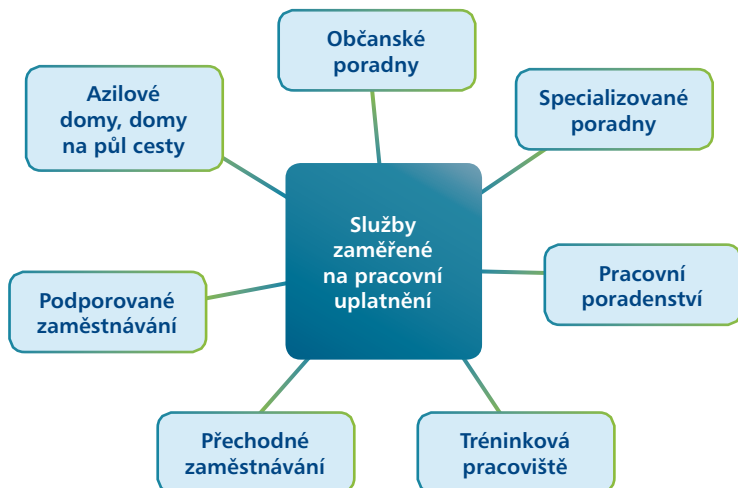 Občanské
poradny
Azilové
domy, domy
na půl cesty
Specializované
poradny
Služby
zaměřené
na pracovní
uplatnění
Podporované
zaměstnávání
Pracovní
poradenství
Přechodné
zaměstnávání
Tréninková
pracoviště